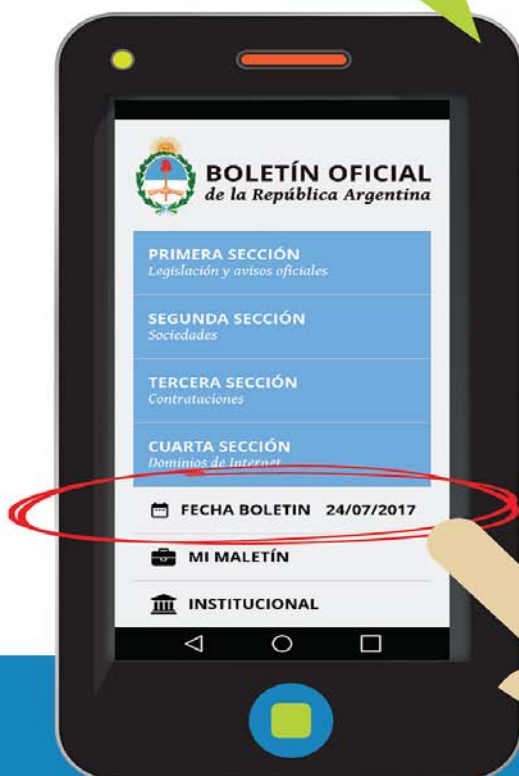 BOLETÍN OFICIAL
de la República Argentina
PRIMERA SECCIÓN
Legislación y avisos oficiales
SEGUNDA SECCIÓN
Sociedades
TERCERA SECCIÓN
Contrataciones
CUARTA SECCIÓN
Dominios de Internet
FECHA BOLETIN 24/07/2017
MI MALETÍN
INSTITUCIONAL